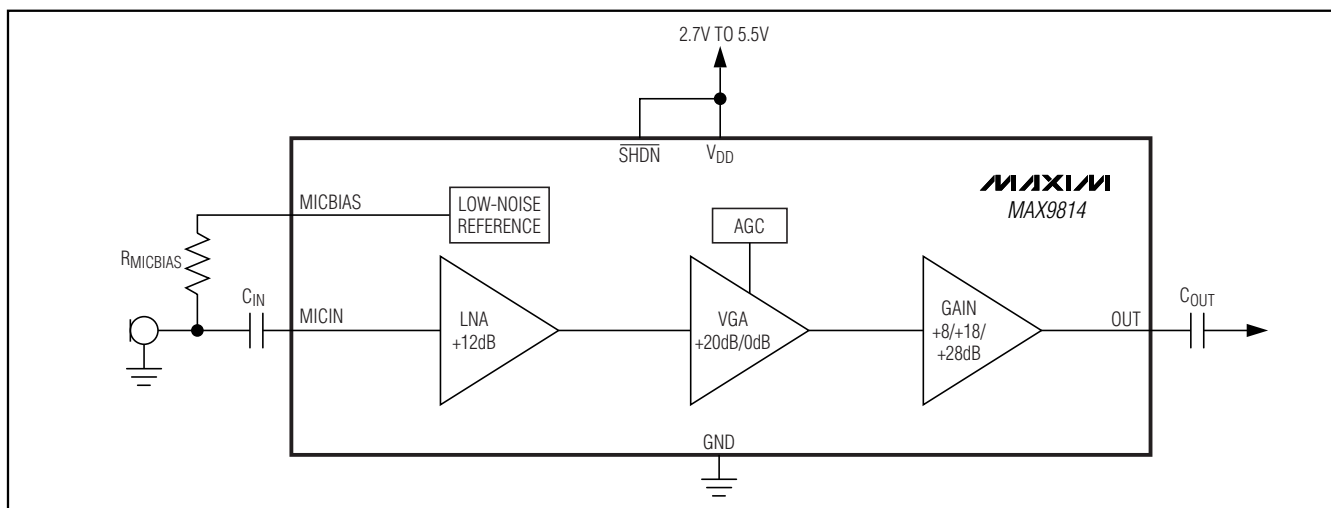 2.7V TO 5.5V
SHDN
VDD
MAXIM
MAX9814
MICBIAS
LOW-NOISE
REFERENCE
AGC
RMICBIAS
CIN
MICIN
LNA
+12dB
VGA
+20dB/0dB
GAIN
+8/+18/
+28dB
OUT
COUT
GND